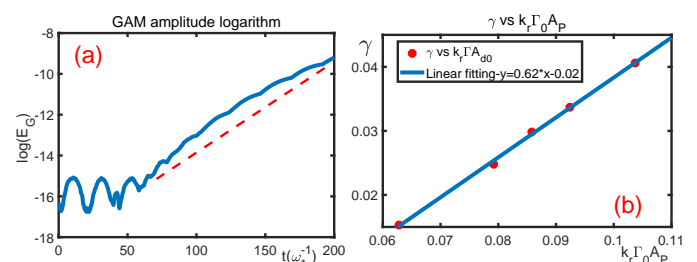 GAM amplitude logarithm
(a)
log(E_G)
-8
-10
-12
-14
-16
-18
0
50
100
150
200
t(ω_*^-1)
γ vs k_rΓ_0A_P
γ
γ vs k_rΓA_d0
Linear fitting-y=0.62*x-0.02
(b)
0.04
0.03
0.02
0.06
0.07
0.08
0.09
0.1
0.11
k_rΓ_0A_P